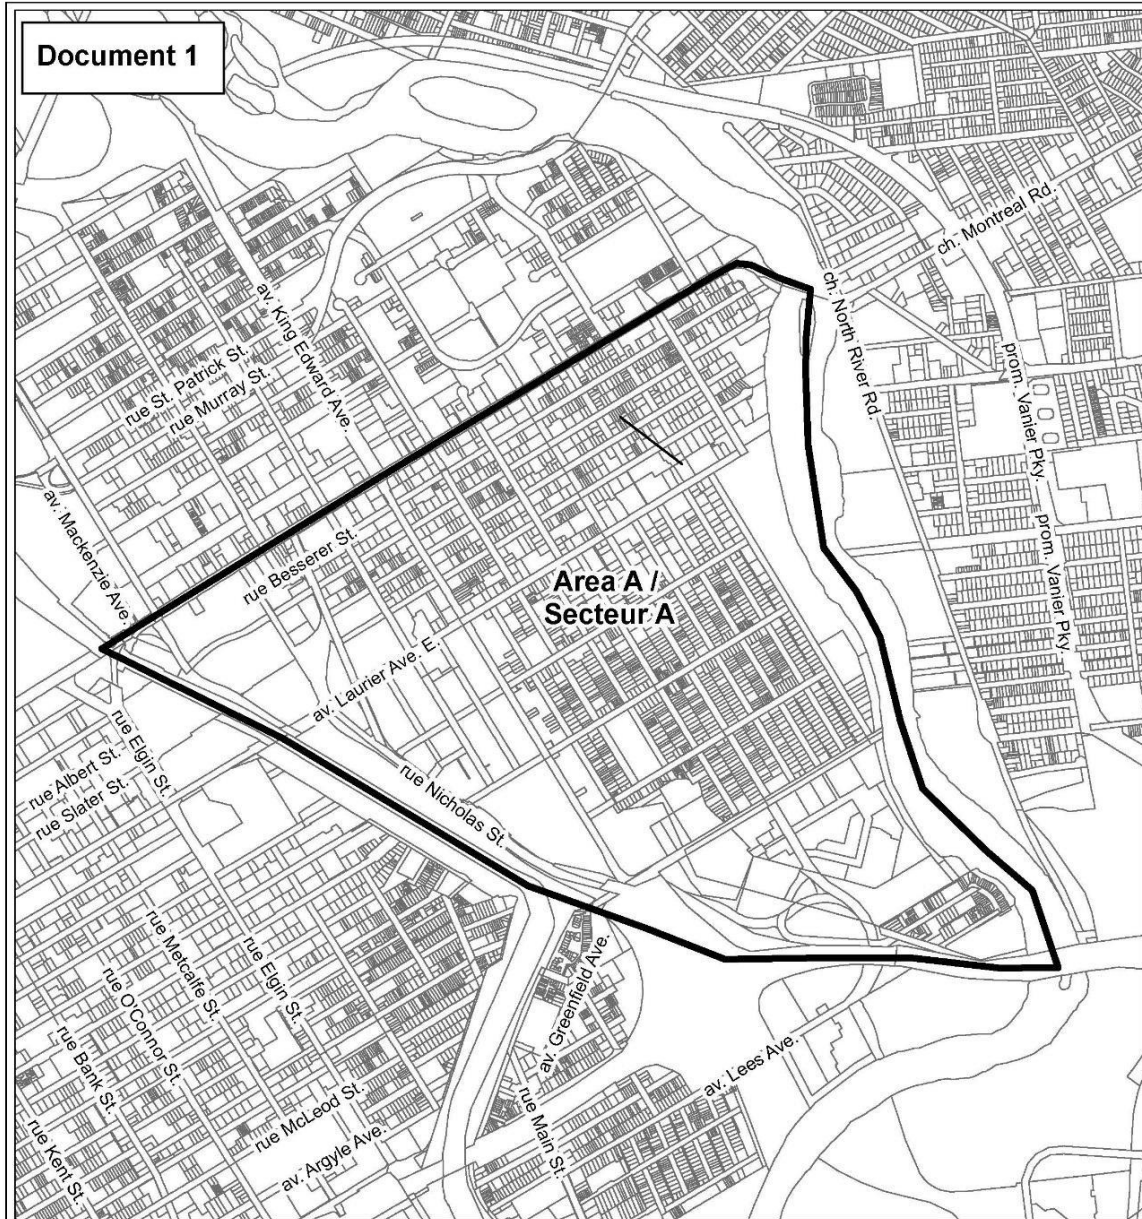 Document 1
ch. Montreal Rd.
ch. North River Rd.
av. King Edward Ave.
rue St. Patrick St.
rue Murray St.
prom. Vanier Pky.
av. Mackenzie Ave.
rue Besserer St.
prom. Vanier Pky
Area A /
Secteur A
av. Laurier Ave. E.
rue Elgin St.
rue Albert St.
rue Slater St.
rue Nicholas St.
rue Metcalfe St.
rue Elgin St.
av. Greenfield Ave.
rue O'Connor St.
rue Bank St.
av. Lees Ave.
rue McLeod St.
rue Main St.
av. Argyle Ave.
rue Kent St.